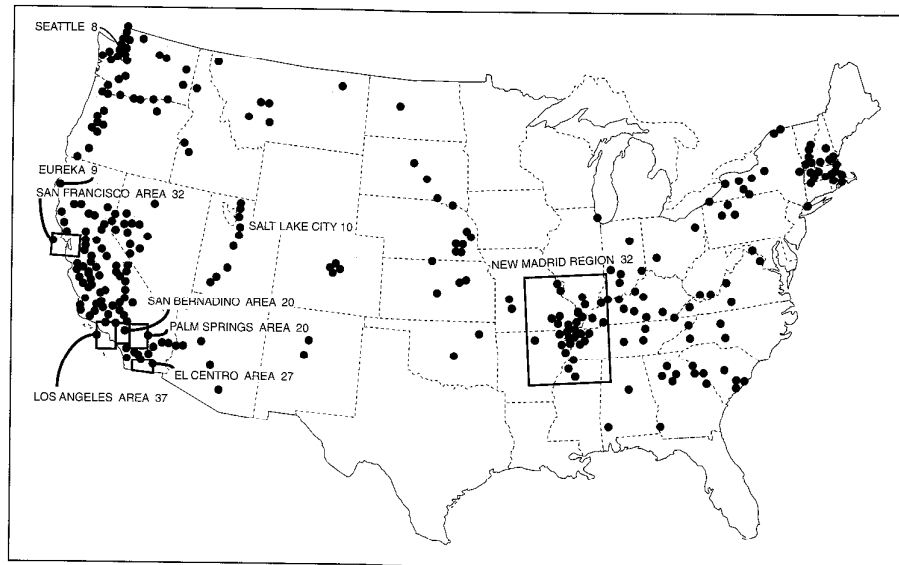 SEATTLE 8
EUREKA 9
SAN FRANCISCO AREA 32
SALT LAKE CITY 10
NEW MADRID REGION 32
SAN BERNADINO AREA 20
PALM SPRINGS AREA 20
EL CENTRO AREA 27
LOS ANGELES AREA 37